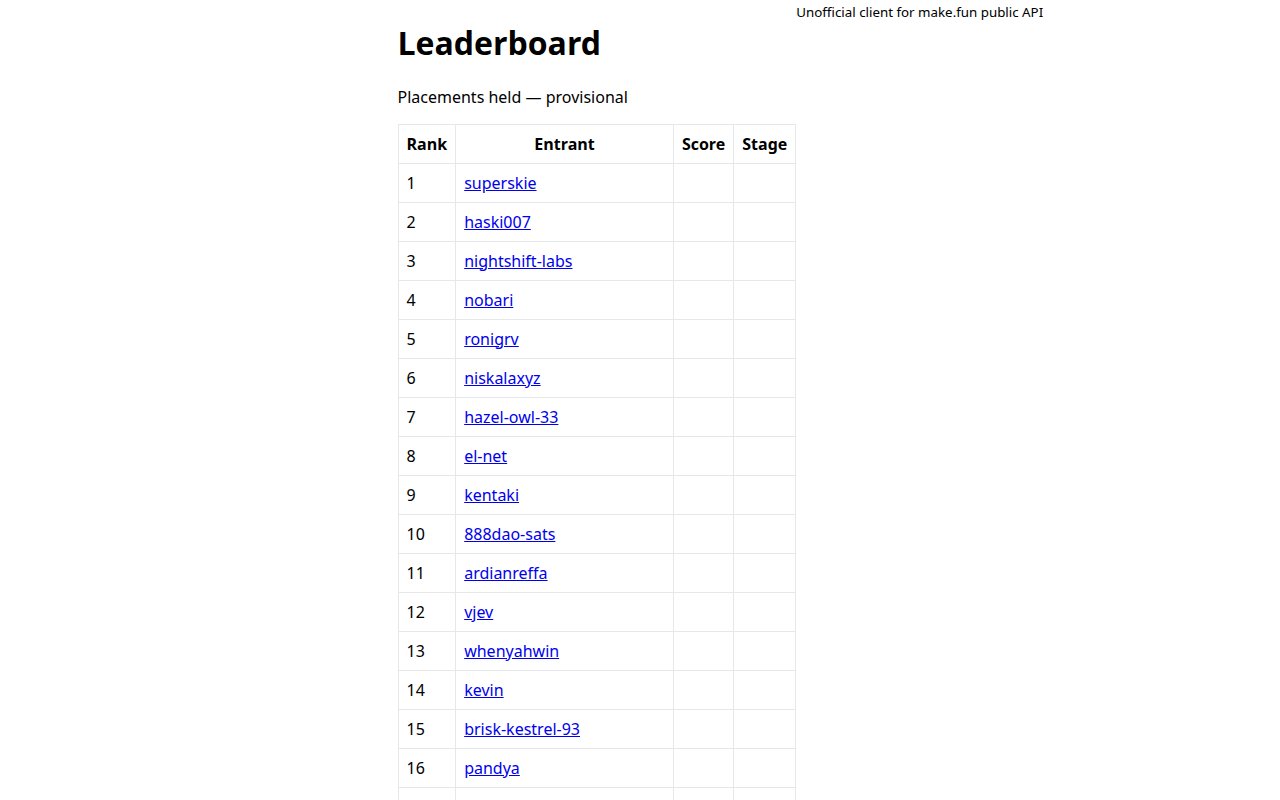 Unofficial client for make.fun public API
Leaderboard
Placements held — provisional
Rank Entrant Score Stage
1 superskie
2 haski007
3 nightshift-labs
4 nobari
5 ronigrv
6 niskalaxyz
7 hazel-owl-33
8 el-net
9 kentaki
10 888dao-sats
11 ardianreffa
12 vjev
13 whenyahwin
14 kevin
15 brisk-kestrel-93
16 pandya